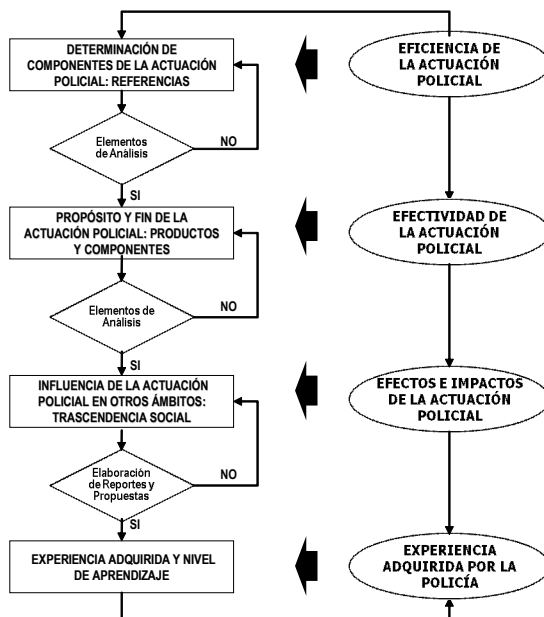 DETERMINACIÓN DE
COMPONENTES DE LA ACTUACIÓN
POLICIAL: REFERENCIAS
EFICIENCIA DE
LA ACTUACIÓN
POLICIAL
Elementos
de Análisis
NO
SI
PROPÓSITO Y FIN DE LA
ACTUACIÓN POLICIAL: PRODUCTOS
Y COMPONENTES
EFECTIVIDAD DE
LA ACTUACIÓN
POLICIAL
Elementos de
Análisis
NO
SI
INFLUENCIA DE LA ACTUACIÓN
POLICIAL EN OTROS ÁMBITOS:
TRASCENDENCIA SOCIAL
EFECTOS E IMPACTOS
DE LA ACTUACIÓN
POLICIAL
Elaboración
de Reportes y
Propuestas
NO
SI
EXPERIENCIA ADQUIRIDA Y NIVEL
DE APRENDIZAJE
EXPERIENCIA
ADQUIRIDA POR LA
POLICÍA